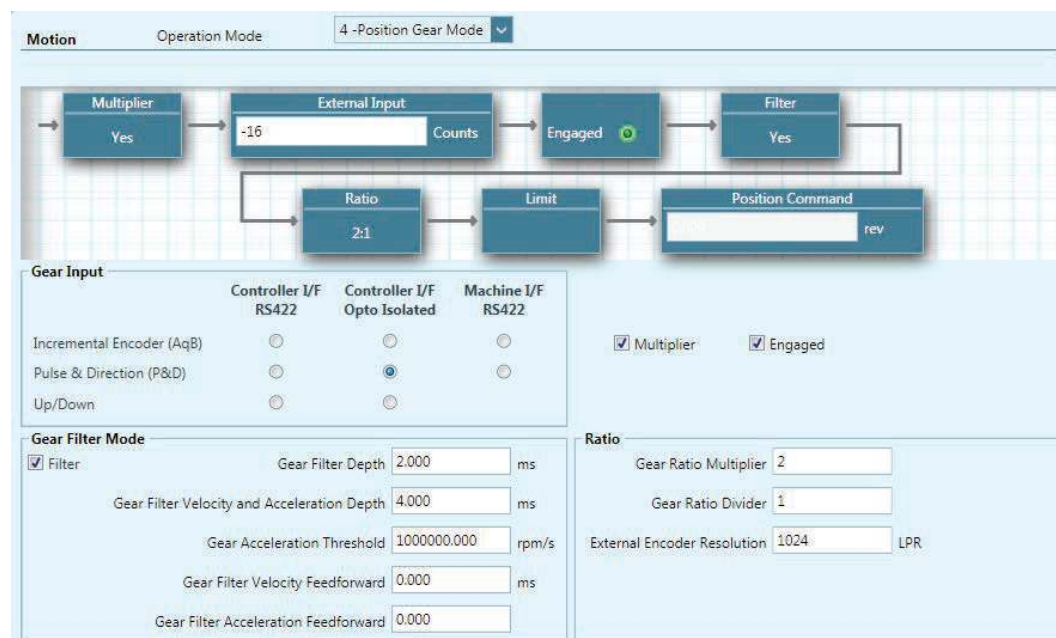 Motion Operation Mode 4 -Position Gear Mode
Multiplier External Input Filter
Yes -16 Counts Engaged Yes
Ratio Limit Position Command
2:1 rev
Gear Input
Controller I/F Controller I/F Machine I/F
RS422 Opto Isolated RS422
Incremental Encoder (AqB)
Multiplier Engaged
Pulse & Direction (P&D)
Up/Down
Gear Filter Mode Ratio
Filter Gear Filter Depth 2.000 ms Gear Ratio Multiplier 2
Gear Filter Velocity and Acceleration Depth 4.000 ms Gear Ratio Divider 1
Gear Acceleration Threshold 1000000.000 rpm/s External Encoder Resolution 1024 LPR
Gear Filter Velocity Feedforward 0.000 ms
Gear Filter Acceleration Feedforward 0.000